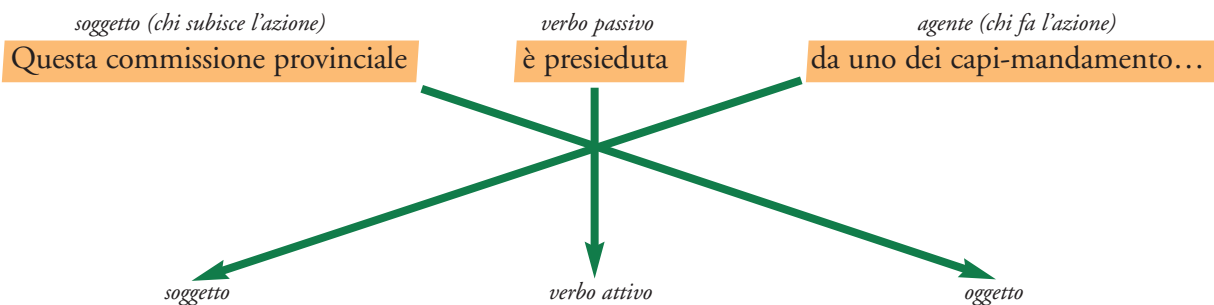 soggetto (chi subisce l'azione) verbo passivo agente (chi fa l'azione)
Questa commissione provinciale è presieduta da uno dei capi-mandamento…
soggetto verbo attivo oggetto